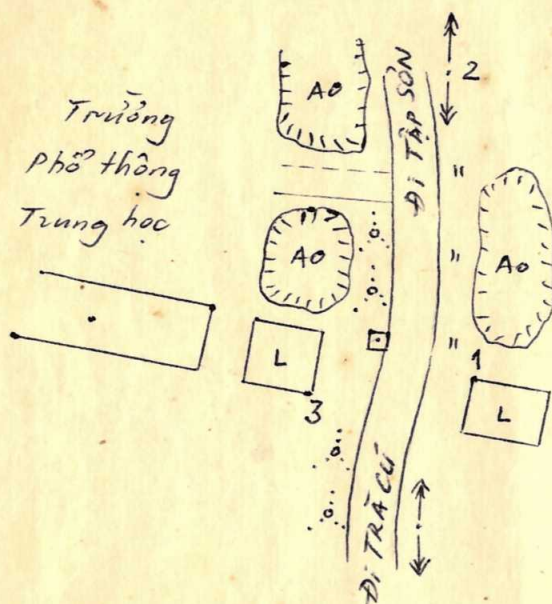 Trường
Phổ thông
Trung học
AO
ĐI TẬP SƠN
2
AO
AO
L
3
1
L
ĐI TRÀ CÚ